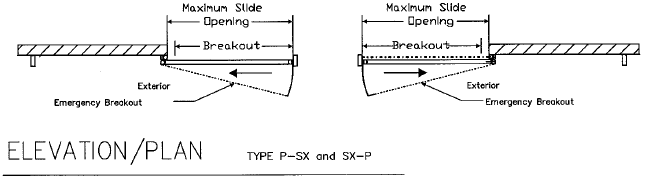 Maximum Slide
Opening
Breakout
Exterior
Emergency Breakout
Maximum Slide
Opening
Breakout
Exterior
Emergency Breakout
ELEVATION/PLAN TYPE P-SX and SX-P